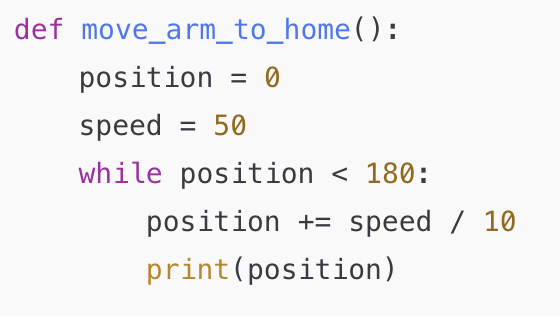 def move_arm_to_home():
    position = 0
    speed = 50
    while position < 180:
        position += speed / 10
        print(position)